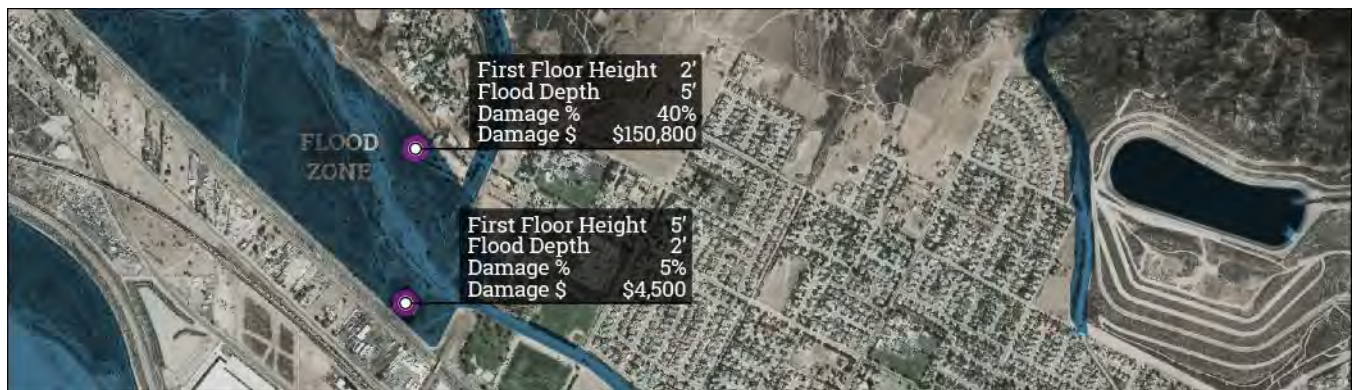 First Floor Height 2'
Flood Depth 5'
Damage % 40%
Damage $ $150,800
FLOOD
ZONE
First Floor Height 5'
Flood Depth 2'
Damage % 5%
Damage $ $4,500